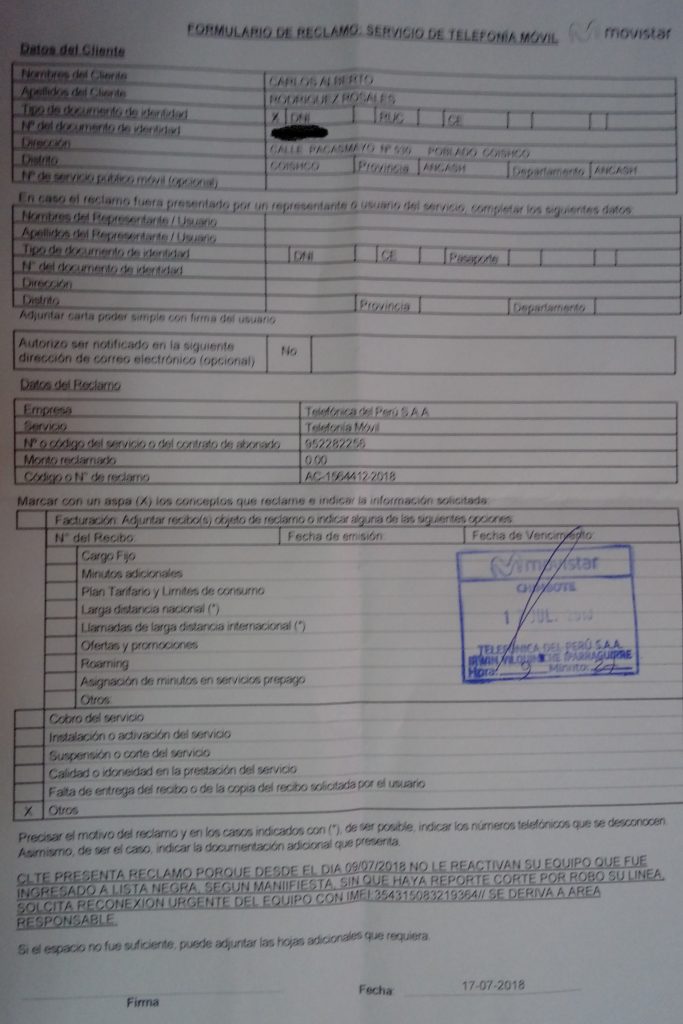 FORMULARIO DE RECLAMO: SERVICIO DE TELEFONÍA MÓVIL movistar
Datos del Cliente
Nombres del Cliente CARLOS ALBERTO
Apellidos del Cliente RODRIGUEZ ROSALES
Tipo de documento de identidad X DNI RUC CE
Nº del documento de identidad
Dirección CALLE PACASMAYO Nº 930 POBLADO COISHCO
Distrito COISHCO Provincia ANCASH Departamento ANCASH
Nº de servicio público móvil (opcional)
En caso el reclamo fuera presentado por un representante o usuario del servicio, completar los siguientes datos:
Nombres del Representante / Usuario
Apellidos del Representante / Usuario
Tipo de documento de identidad DNI CE Pasaporte
N° del documento de identidad
Dirección
Distrito Provincia Departamento
Adjuntar carta poder simple con firma del usuario
Autorizo ser notificado en la siguiente
dirección de correo electrónico (opcional) No
Datos del Reclamo
Empresa Telefónica del Perú S.A.A
Servicio Telefonía Móvil
Nº o código del servicio o del contrato de abonado 952282256
Monto reclamado 0.00
Código o N° de reclamo AC-1564412-2018
Marcar con un aspa (X) los conceptos que reclame e indicar la información solicitada:
Facturación: Adjuntar recibo(s) objeto de reclamo o indicar alguna de las siguientes opciones:
N° del Recibo: Fecha de emisión: Fecha de Vencimiento:
Cargo Fijo
Minutos adicionales
Plan Tarifario y Limites de consumo
Larga distancia nacional (*)
Llamadas de larga distancia internacional (*)
Ofertas y promociones
Roaming
Asignación de minutos en servicios prepago
Otros
movistar
CHIMBOTE
JUL. 2018
TELEFÓNICA DEL PERÚ S.A.A.
IRWIN VILQUINICHE IPARRAGUIRRE
Hora: 9 Minuto: 27
Cobro del servicio
Instalación o activación del servicio
Suspensión o corte del servicio
Calidad o idoneidad en la prestación del servicio
Falta de entrega del recibo o de la copia del recibo solicitada por el usuario
X Otros
Precisar el motivo del reclamo y en los casos indicados con (*), de ser posible, indicar los números telefónicos que se desconocen.
Asimismo, de ser el caso, indicar la documentación adicional que presenta.
CLTE PRESENTA RECLAMO PORQUE DESDE EL DIA 09/07/2018 NO LE REACTIVAN SU EQUIPO QUE FUE
INGRESADO A LISTA NEGRA, SEGUN MANIIFIESTA, SIN QUE HAYA REPORTE CORTE POR ROBO SU LINEA,
SOLCITA RECONEXION URGENTE DEL EQUIPO CON IMEI:354315083219364// SE DERIVA A AREA
RESPONSABLE.
Si el espacio no fue suficiente, puede adjuntar las hojas adicionales que requiera.
Firma Fecha: 17-07-2018